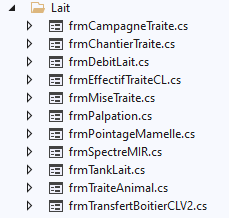 Lait
frmCampagneTraite.cs
frmChantierTraite.cs
frmDebitLait.cs
frmEffectifTraiteCL.cs
frmMiseTraite.cs
frmPalpation.cs
frmPointageMamelle.cs
frmSpectreMIR.cs
frmTankLait.cs
frmTraiteAnimal.cs
frmTransfertBoitierCLV2.cs